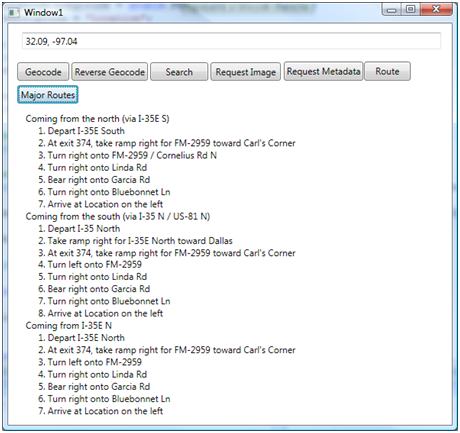 Window1
32.09, -97.04
Geocode Reverse Geocode Search Request Image Request Metadata Route
Major Routes
Coming from the north (via I-35E S)
1. Depart I-35E South
2. At exit 374, take ramp right for FM-2959 toward Carl's Corner
3. Turn right onto FM-2959 / Cornelius Rd N
4. Turn right onto Linda Rd
5. Bear right onto Garcia Rd
6. Turn right onto Bluebonnet Ln
7. Arrive at Location on the left
Coming from the south (via I-35 N / US-81 N)
1. Depart I-35 North
2. Take ramp right for I-35E North toward Dallas
3. At exit 374, take ramp right for FM-2959 toward Carl's Corner
4. Turn left onto FM-2959
5. Turn right onto Linda Rd
6. Bear right onto Garcia Rd
7. Turn right onto Bluebonnet Ln
8. Arrive at Location on the left
Coming from I-35E N
1. Depart I-35E North
2. At exit 374, take ramp right for FM-2959 toward Carl's Corner
3. Turn left onto FM-2959
4. Turn right onto Linda Rd
5. Bear right onto Garcia Rd
6. Turn right onto Bluebonnet Ln
7. Arrive at Location on the left